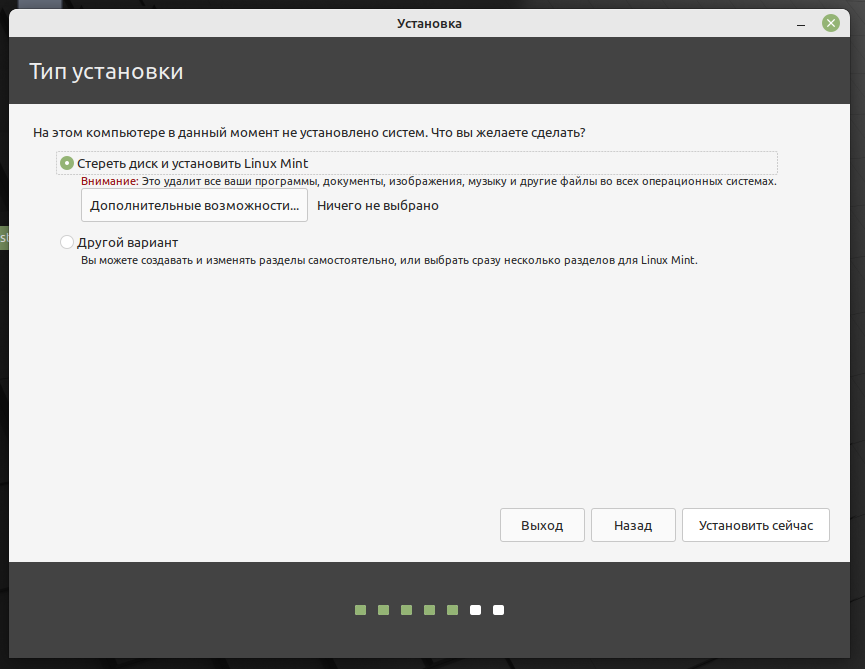 Установка
Тип установки
На этом компьютере в данный момент не установлено систем. Что вы желаете сделать?
Стереть диск и установить Linux Mint
Внимание: Это удалит все ваши программы, документы, изображения, музыку и другие файлы во всех операционных системах.
Дополнительные возможности... Ничего не выбрано
Другой вариант
Вы можете создавать и изменять разделы самостоятельно, или выбрать сразу несколько разделов для Linux Mint.
Выход Назад Установить сейчас